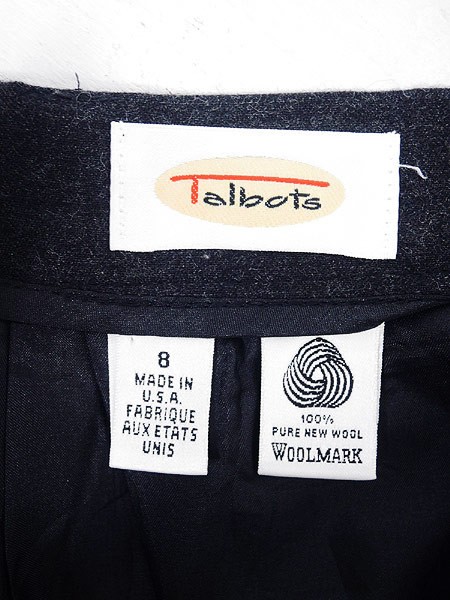 Talbots
8
MADE IN
U.S.A.
FABRIQUE
AUX ETATS
UNIS
100%
PURE NEW WOOL
WOOLMARK